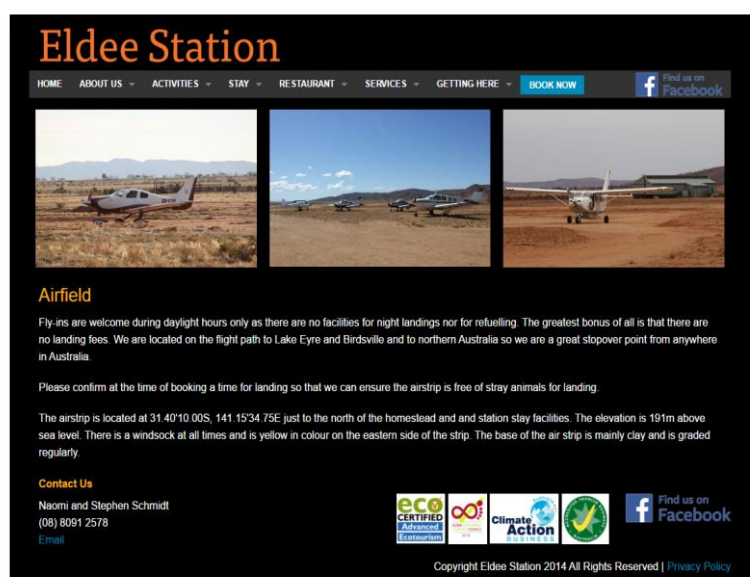 Eldee Station
HOME ABOUT US ACTIVITIES STAY RESTAURANT SERVICES GETTING HERE BOOK NOW
Find us on
Facebook
Airfield
Fly-ins are welcome during daylight hours only as there are no facilities for night landings nor for refuelling. The greatest bonus of all is that there are
no landing fees. We are located on the flight path to Lake Eyre and Birdsville and to northern Australia so we are a great stopover point from anywhere
in Australia.
Please confirm at the time of booking a time for landing so that we can ensure the airstrip is free of stray animals for landing.
The airstrip is located at 31.40'10.00S, 141.15'34.75E just to the north of the homestead and and station stay facilities. The elevation is 191m above
sea level. There is a windsock at all times and is yellow in colour on the eastern side of the strip. The base of the air strip is mainly clay and is graded
regularly.
Contact Us
Naomi and Stephen Schmidt
(08) 8091 2578
Email
eco
CERTIFIED
Advanced
Ecotourism
Climate
Action
BUSINESS
Find us on
Facebook
Copyright Eldee Station 2014 All Rights Reserved | Privacy Policy